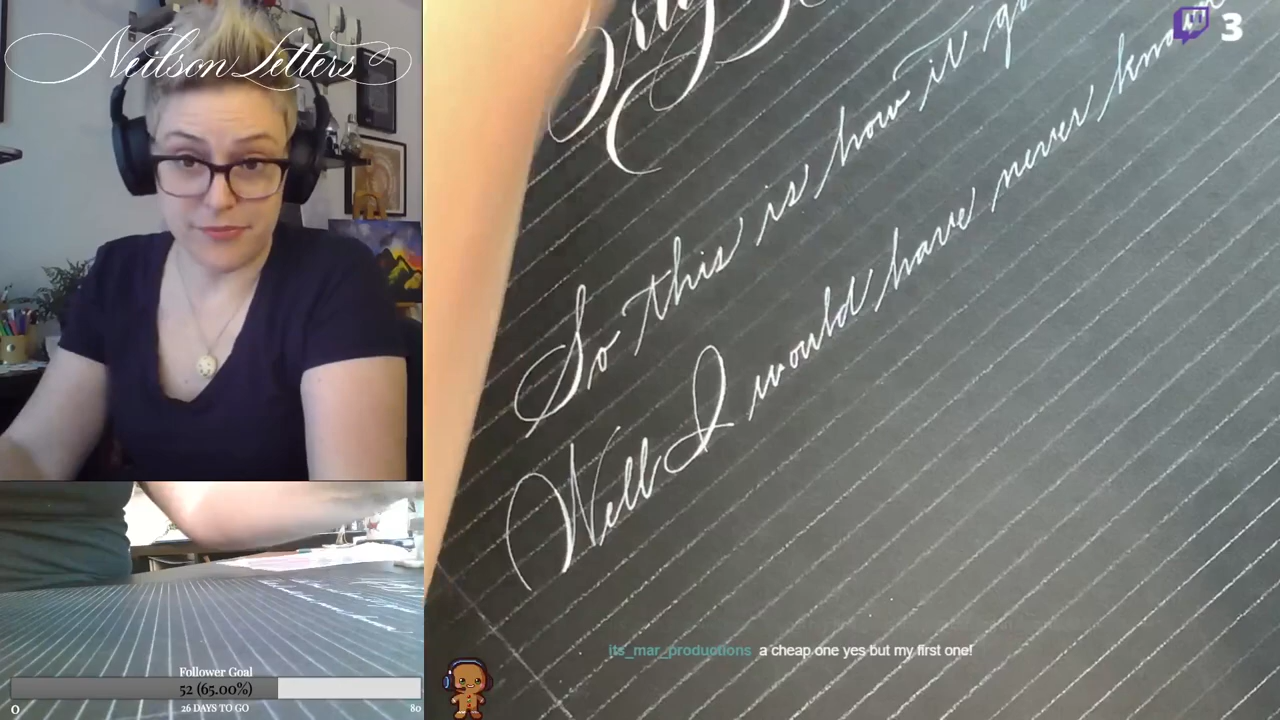 Neilson Letters
3
So this is how it
Well I would have never
its_mar_productions a cheap one yes but my first one!
Follower Goal
52 (65.00%)
0 26 DAYS TO GO 80